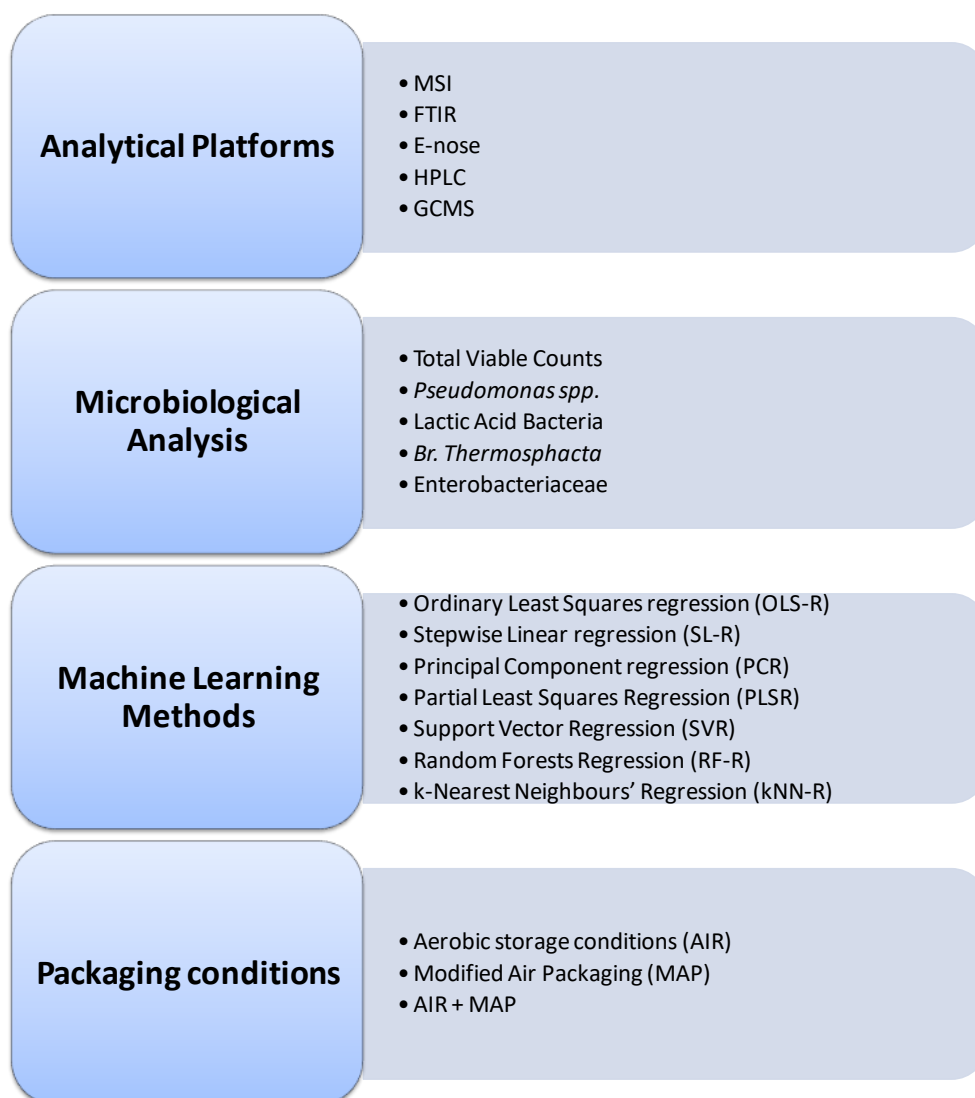 Analytical Platforms
• MSI
• FTIR
• E-nose
• HPLC
• GCMS
Microbiological
Analysis
• Total Viable Counts
• Pseudomonas spp.
• Lactic Acid Bacteria
• Br. Thermosphacta
• Enterobacteriaceae
Machine Learning
Methods
• Ordinary Least Squares regression (OLS-R)
• Stepwise Linear regression (SL-R)
• Principal Component regression (PCR)
• Partial Least Squares Regression (PLSR)
• Support Vector Regression (SVR)
• Random Forests Regression (RF-R)
• k-Nearest Neighbours’ Regression (kNN-R)
Packaging conditions
• Aerobic storage conditions (AIR)
• Modified Air Packaging (MAP)
• AIR + MAP